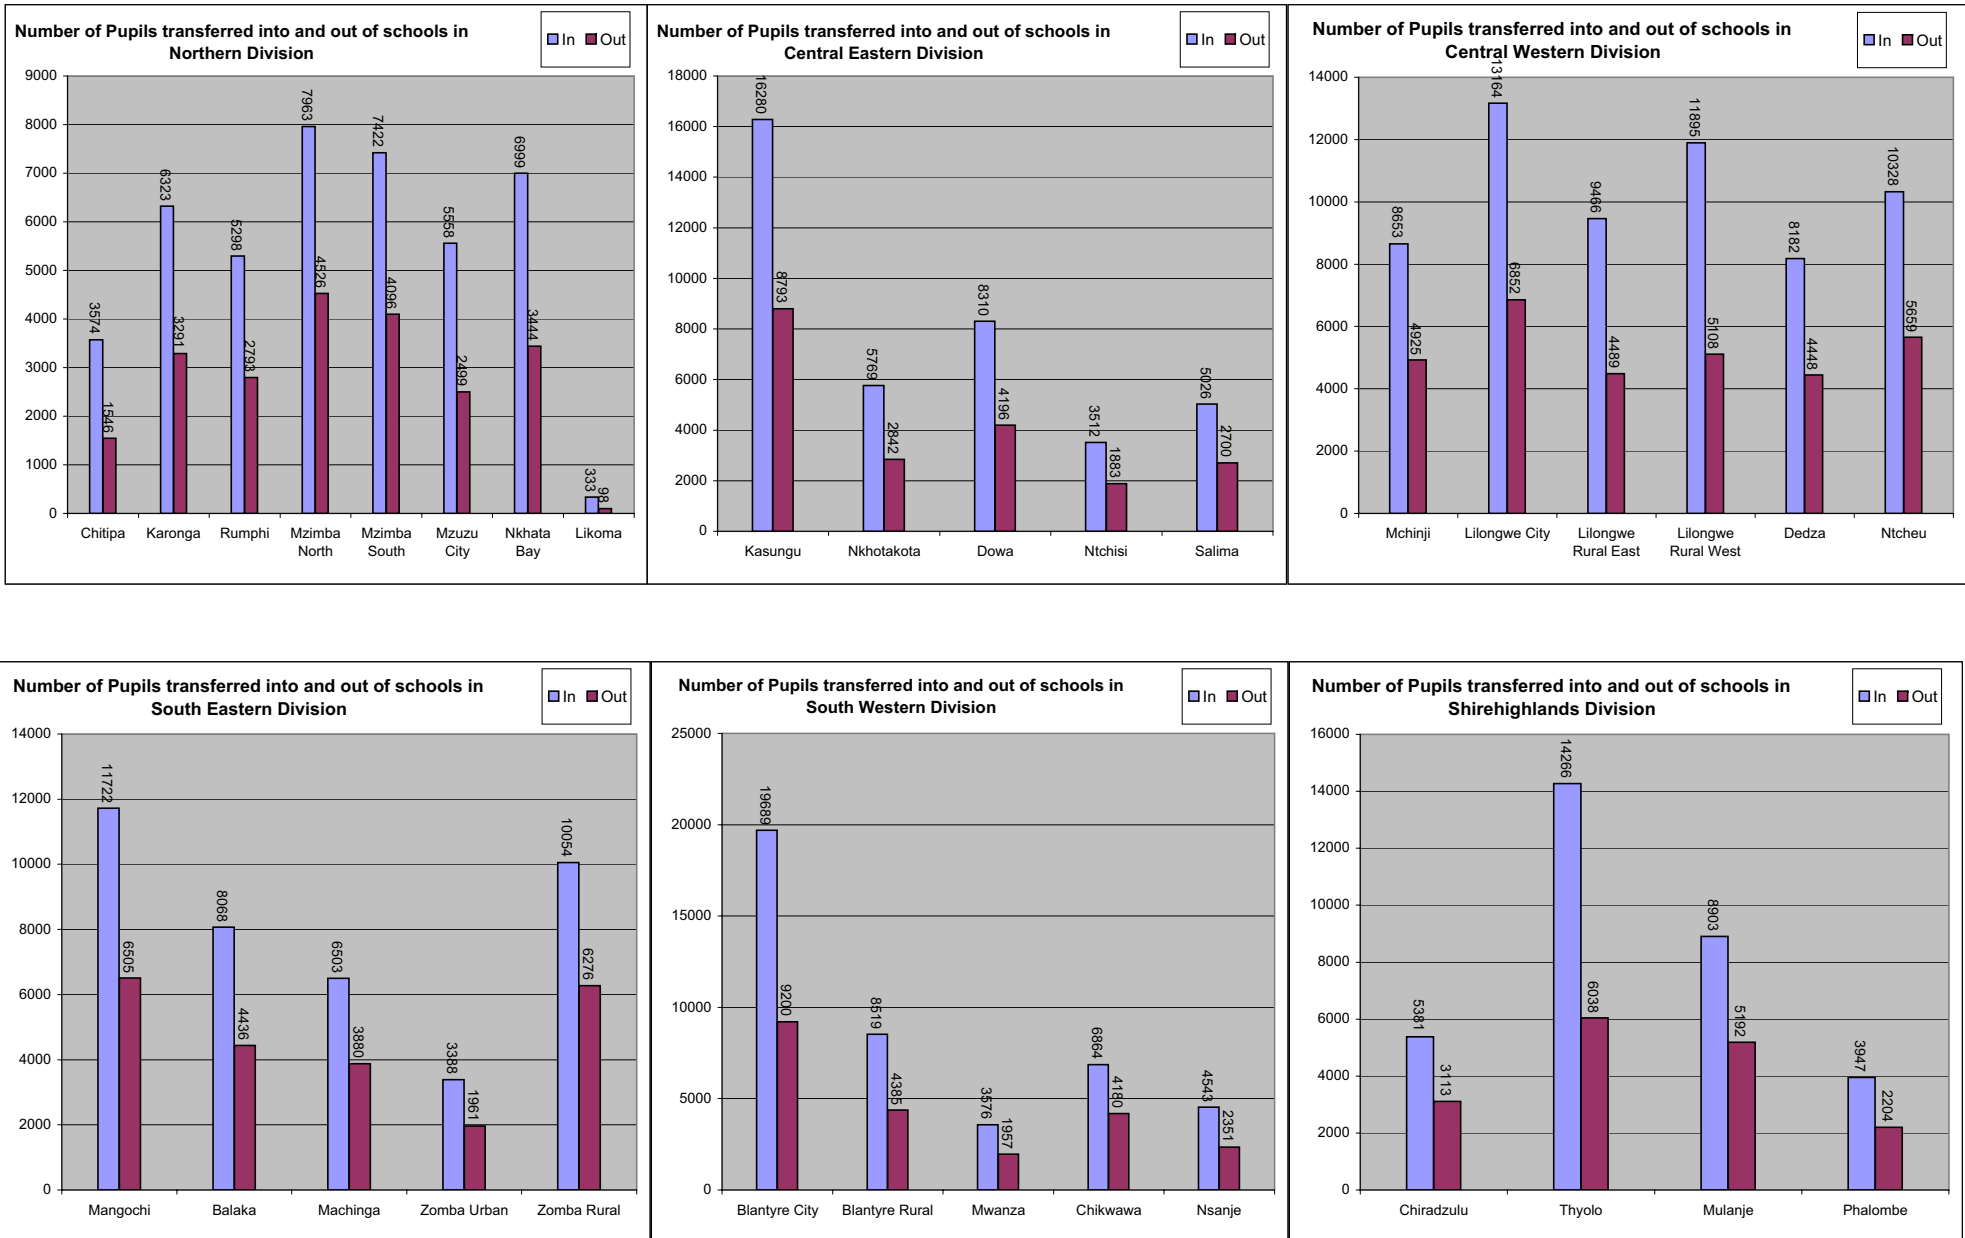 Number of Pupils transferred into and out of schools in
Northern Division
In Out
9000
8000
7000
6000
5000
4000
3000
2000
1000
0
3574
1546
6323
3291
5298
2793
7963
4526
7422
4096
5558
2499
6999
3444
333
98
Chitipa
Karonga
Rumphi
Mzimba
North
Mzimba
South
Mzuzu
City
Nkhata
Bay
Likoma
Number of Pupils transferred into and out of schools in
Central Eastern Division
In Out
18000
16000
14000
12000
10000
8000
6000
4000
2000
0
16280
8793
5769
2842
8310
4196
3512
1883
5026
2700
Kasungu
Nkhotakota
Dowa
Ntchisi
Salima
Number of Pupils transferred into and out of schools in
Central Western Division
In Out
14000
12000
10000
8000
6000
4000
2000
0
8653
4925
13164
6852
9466
4489
11895
5108
8182
4448
10328
5659
Mchinji
Lilongwe City
Lilongwe
Rural East
Lilongwe
Rural West
Dedza
Ntcheu
Number of Pupils transferred into and out of schools in
South Eastern Division
In Out
14000
12000
10000
8000
6000
4000
2000
0
11722
6505
8068
4436
6503
3880
3388
1961
10054
6276
Mangochi
Balaka
Machinga
Zomba Urban
Zomba Rural
Number of Pupils transferred into and out of schools in
South Western Division
In Out
25000
20000
15000
10000
5000
0
19689
9200
8519
4385
3576
1957
6864
4180
4543
2351
Blantyre City
Blantyre Rural
Mwanza
Chikwawa
Nsanje
Number of Pupils transferred into and out of schools in
Shirehighlands Division
In Out
16000
14000
12000
10000
8000
6000
4000
2000
0
5381
3113
14266
6038
8903
5192
3947
2204
Chiradzulu
Thyolo
Mulanje
Phalombe